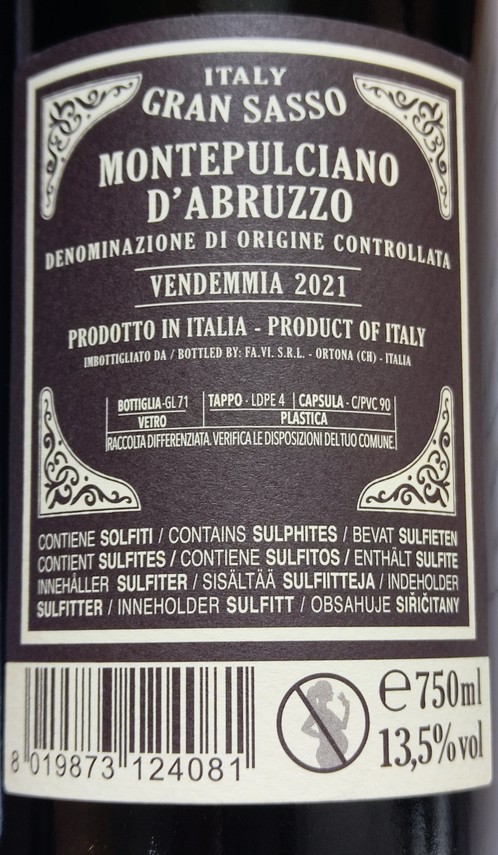 ITALY
GRAN SASSO
MONTEPULCIANO
D'ABRUZZO
DENOMINAZIONE DI ORIGINE CONTROLLATA
VENDEMMIA 2021
PRODOTTO IN ITALIA - PRODUCT OF ITALY
IMBOTTIGLIATO DA / BOTTLED BY: FA.VI. S.R.L. - ORTONA (CH) - ITALIA
BOTTIGLIA-GL 71 TAPPO - LDPE 4 CAPSULA - C/PVC 90
VETRO PLASTICA
RACCOLTA DIFFERENZIATA. VERIFICA LE DISPOSIZIONI DEL TUO COMUNE.
CONTIENE SOLFITI / CONTAINS SULPHITES / BEVAT SULFIETEN
CONTIENT SULFITES / CONTIENE SULFITOS / ENTHÄLT SULFITE
INNEHÅLLER SULFITER / SISÄLTÄÄ SULFIITTEJA / INDEHOLDER
SULFITTER / INNEHOLDER SULFITT / OBSAHUJE SIŘIČITANY
℮750ml
13,5%vol
8 019873 124081